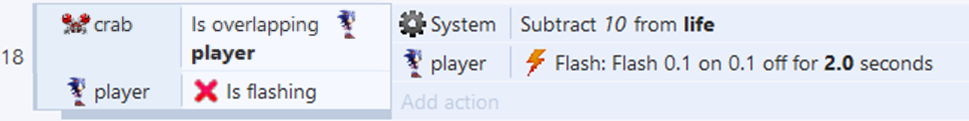 crab Is overlapping player System Subtract 10 from life
18 player Flash: Flash 0.1 on 0.1 off for 2.0 seconds
player Is flashing Add action